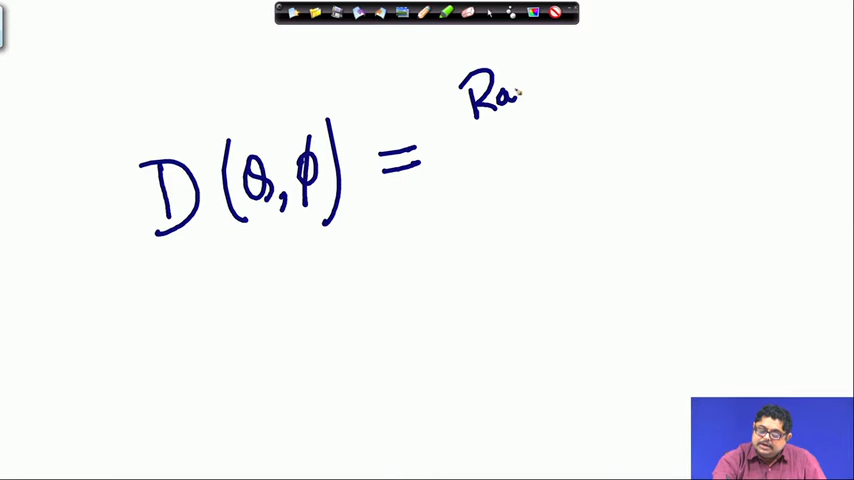 Ra
D(θ,φ) =